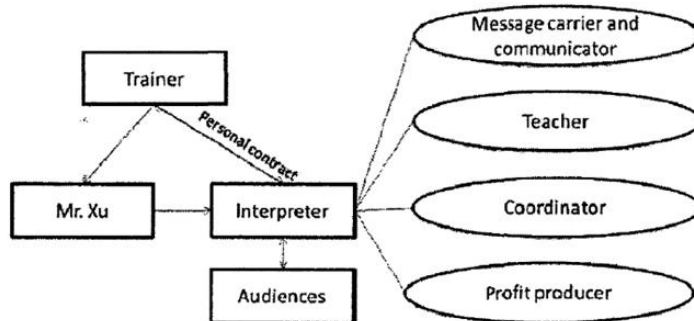 Message carrier and
communicator
Trainer
Personal contract
Teacher
Mr. Xu
Interpreter
Coordinator
Audiences
Profit producer